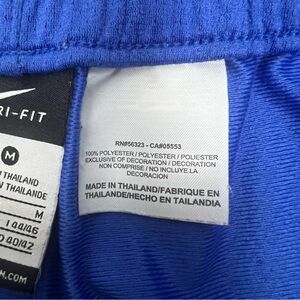 RI-FIT
M
THAILAND
THAILANDE
M
44/46
40/42
N.COM
RN#56323 - CA#05553
100% POLYESTER / POLYESTER / POLIESTER
EXCLUSIVE OF DECORATION / DECORATION
NON COMPRISE / NO INCLUYE LA
DECORACION
MADE IN THAILAND/FABRIQUE EN
THAILANDE/HECHO EN TAILANDIA